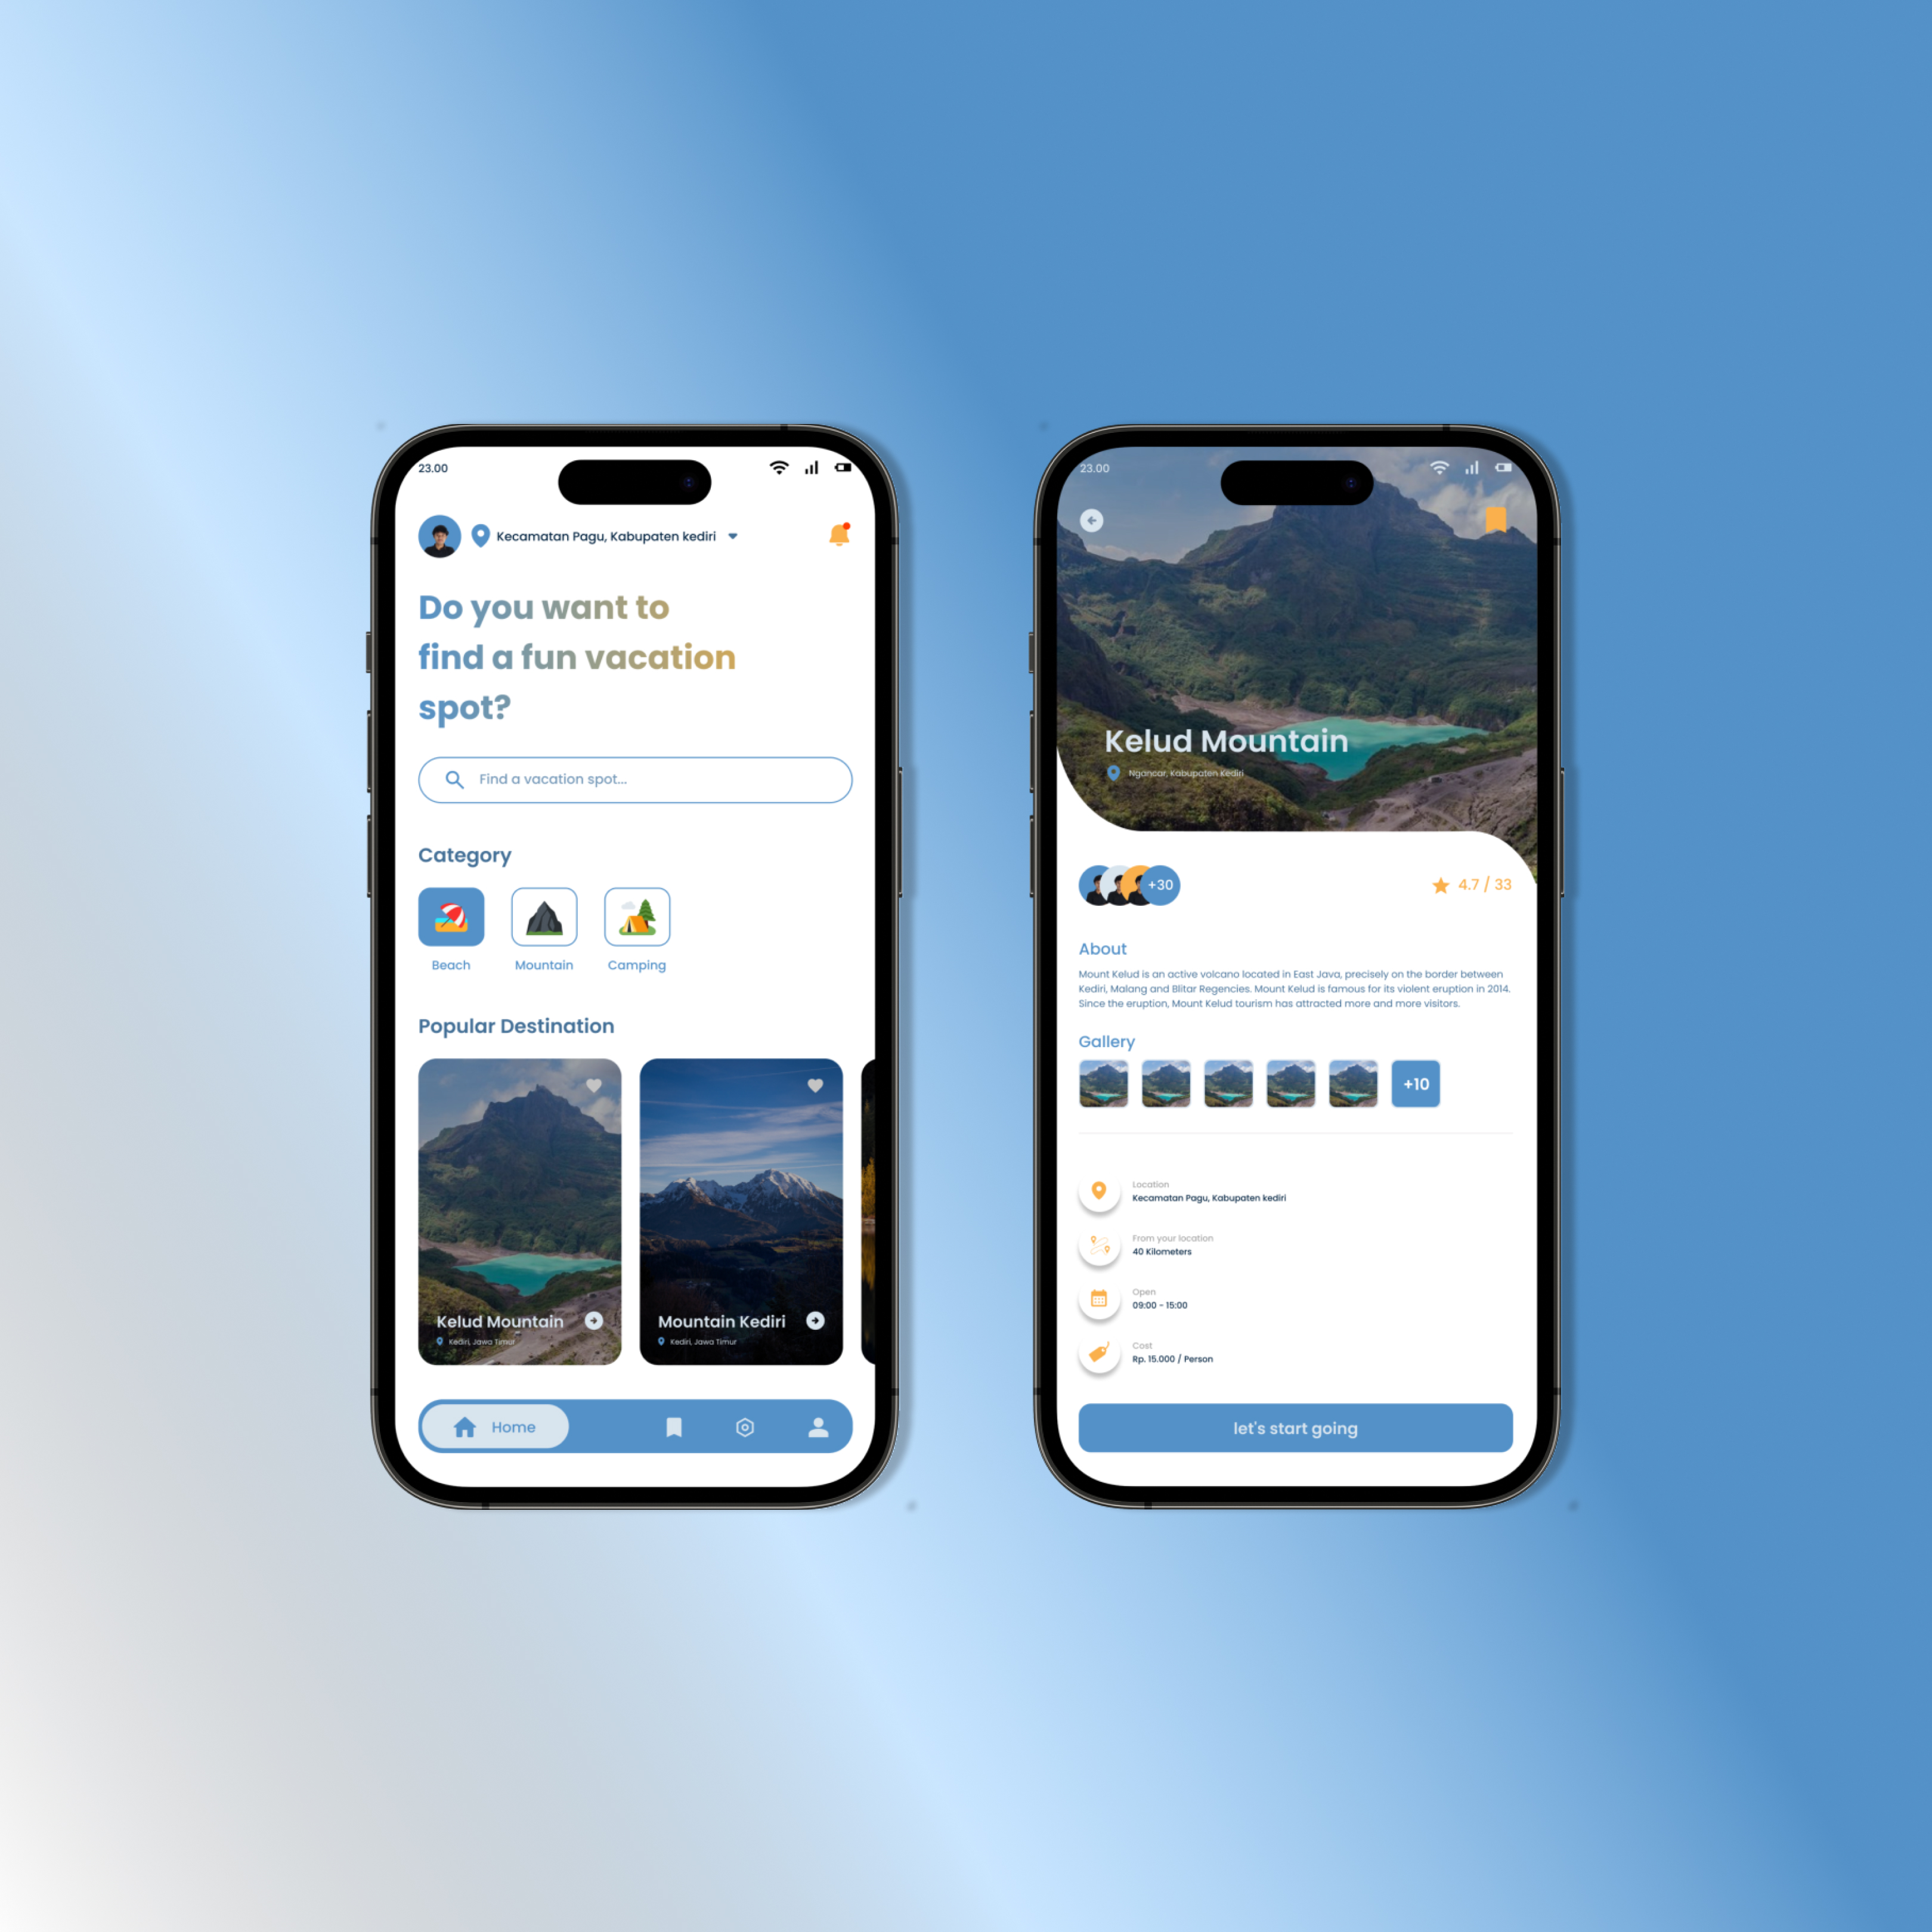 23.00
Kecamatan Pagu, Kabupaten kediri
Do you want to
find a fun vacation
spot?
Find a vacation spot...
Category
Beach
Mountain
Camping
Popular Destination
Kelud Mountain
Kediri, Jawa Timur
Mountain Kediri
Kediri, Jawa Timur
Home
23.00
Kelud Mountain
Ngancar, Kabupaten Kediri
+30
4.7 / 33
About
Mount Kelud is an active volcano located in East Java, precisely on the border between
Kediri, Malang and Blitar Regencies. Mount Kelud is famous for its violent eruption in 2014.
Since the eruption, Mount Kelud tourism has attracted more and more visitors.
Gallery
+10
Location
Kecamatan Pagu, Kabupaten kediri
From your location
40 Kilometers
Open
09:00 - 15:00
Cost
Rp. 15.000 / Person
let's start going